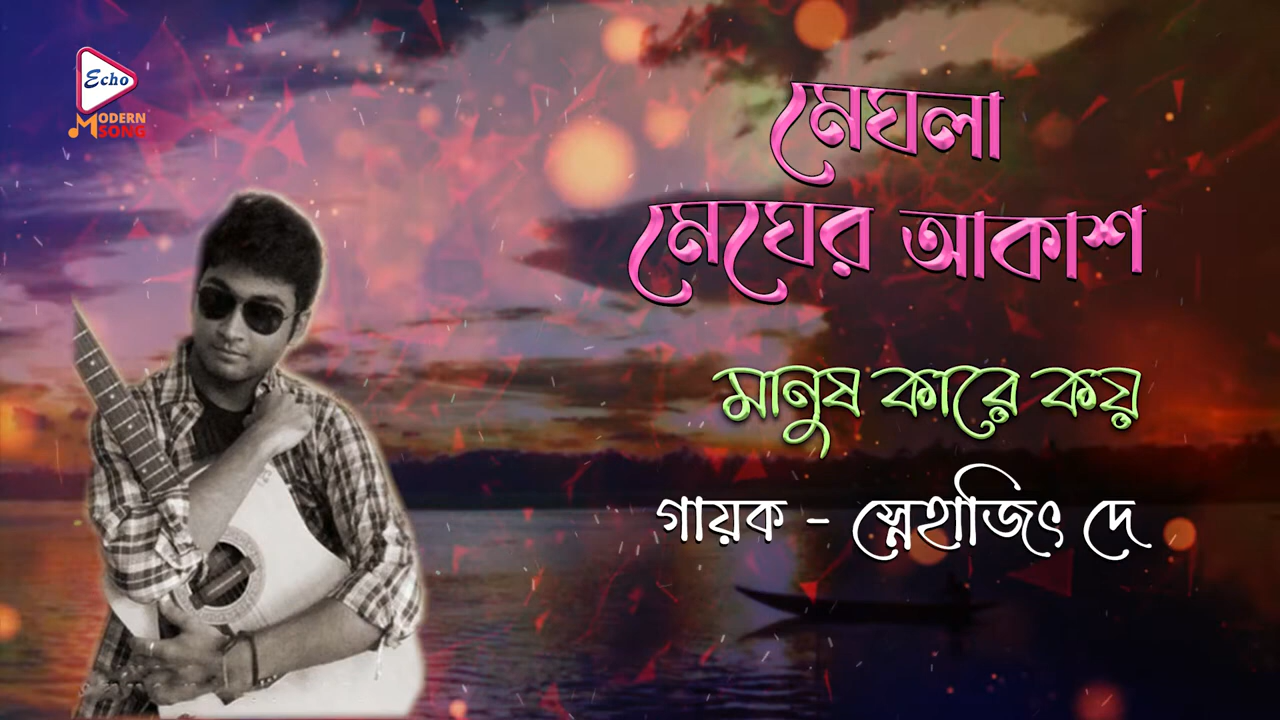 Echo
MODERN
SONG
মেঘলা
মেঘের আকাশ
মানুষ কারে কয়
গায়ক - স্নেহাজিৎ দে